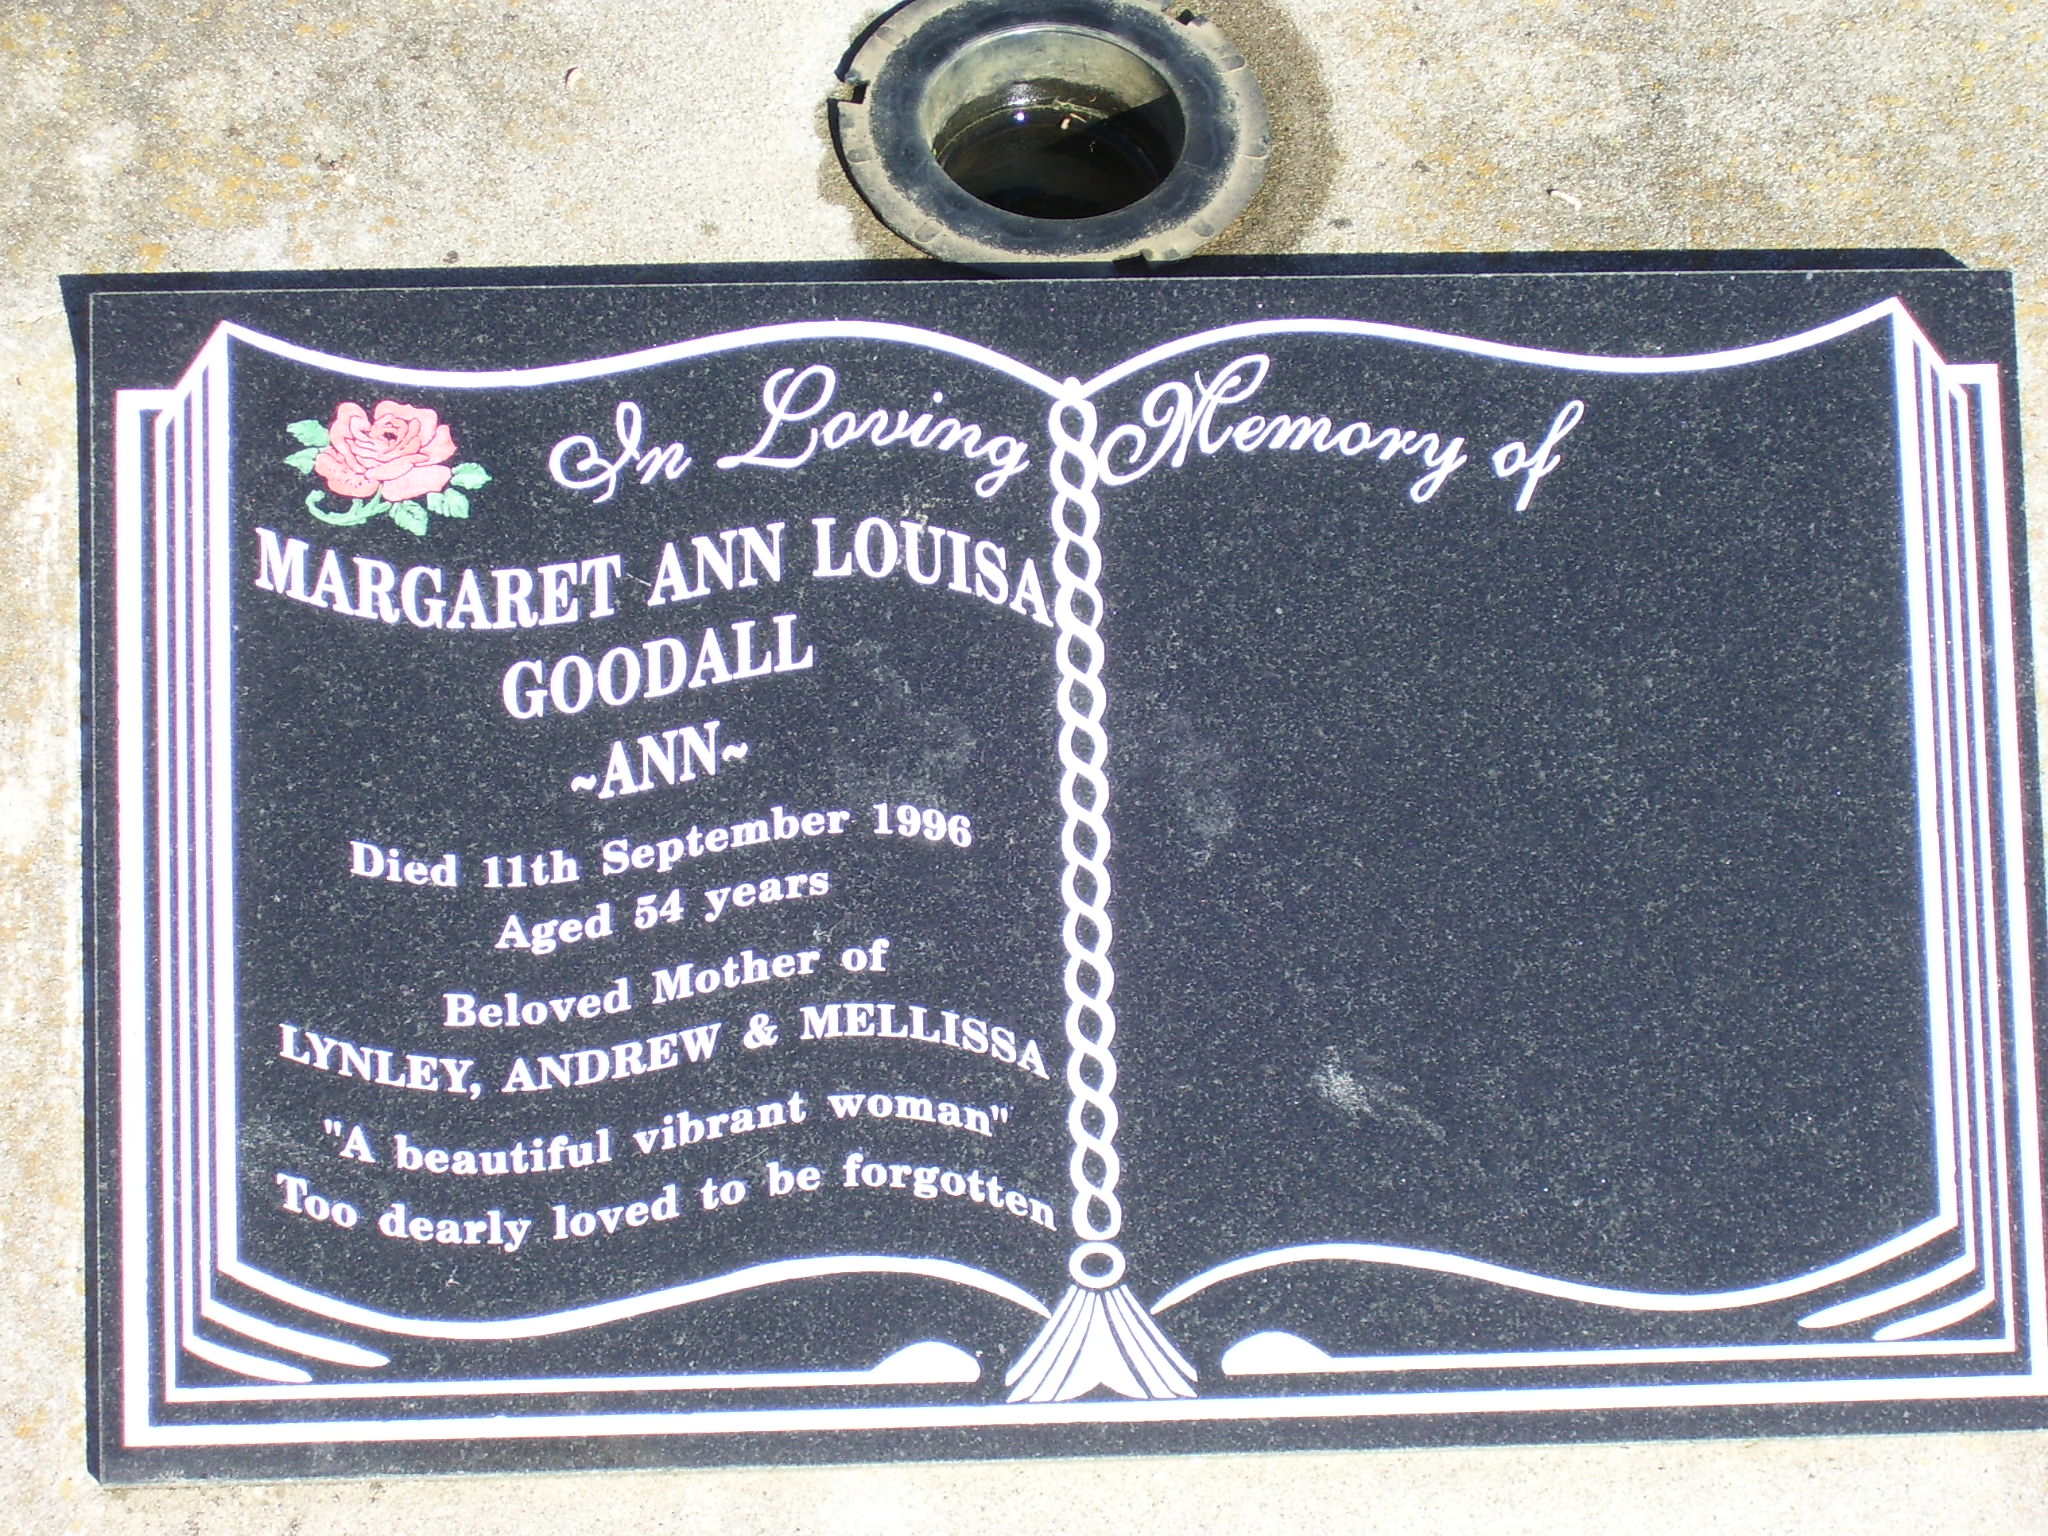 In Loving Memory of
MARGARET ANN LOUISA
GOODALL
~ANN~
Died 11th September 1996
Aged 54 years
Beloved Mother of
LYNLEY, ANDREW & MELLISSA
"A beautiful vibrant woman"
Too dearly loved to be forgotten